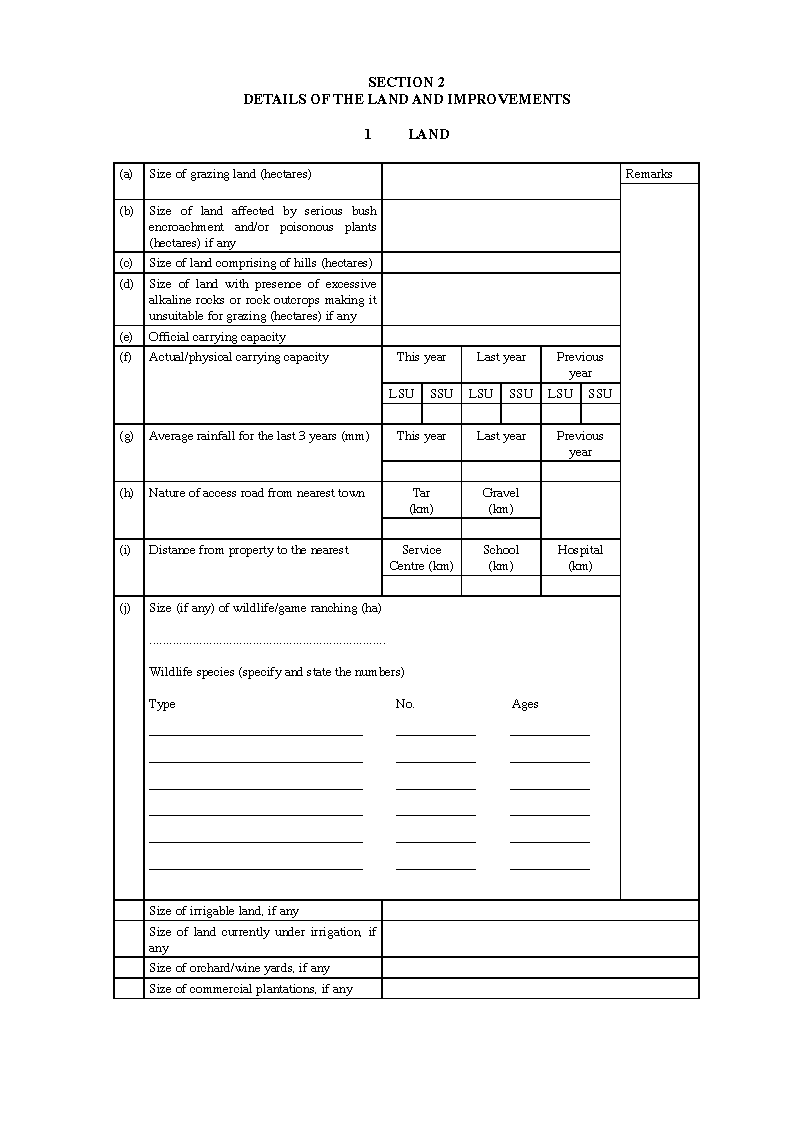 SECTION 2
DETAILS OF THE LAND AND IMPROVEMENTS
1 LAND
(a) Size of grazing land (hectares) Remarks
(b) Size of land affected by serious bush
encroachment and/or poisonous plants
(hectares) if any
(c) Size of land comprising of hills (hectares)
(d) Size of land with presence of excessive
alkaline rocks or rock outcrops making it
unsuitable for grazing (hectares) if any
(e) Official carrying capacity
(f) Actual/physical carrying capacity This year Last year Previous
year
LSU SSU LSU SSU LSU SSU
(g) Average rainfall for the last 3 years (mm) This year Last year Previous
year
(h) Nature of access road from nearest town Tar Gravel
(km) (km)
(i) Distance from property to the nearest Service School Hospital
Centre (km) (km) (km)
(j) Size (if any) of wildlife/game ranching (ha)
.......................................................................
Wildlife species (specify and state the numbers)
Type No. Ages
Size of irrigable land, if any
Size of land currently under irrigation, if
any
Size of orchard/wine yards, if any
Size of commercial plantations, if any